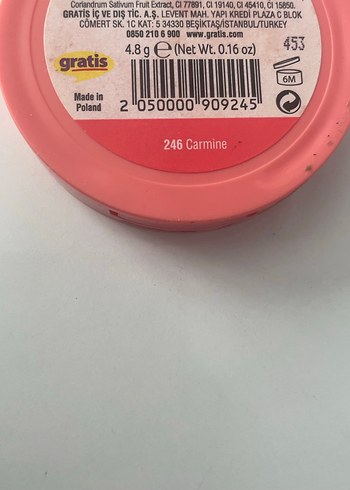 Coriandrum Sativum Fruit Extract, CI 77891, CI 19140, CI 45410, CI 15850.
GRATİS İÇ VE DIŞ TİC. A.Ş. LEVENT MAH. YAPI KREDİ PLAZA C BLOK
CÖMERT SK. 1C KAT: 5 34330 BEŞİKTAŞ/İSTANBUL/TURKEY
0850 210 6 900 www.gratis.com
4.8 g ℮ (Net Wt. 0.16 oz)
453
gratis
6M
Made in
Poland
2 050000 909245
246 Carmine